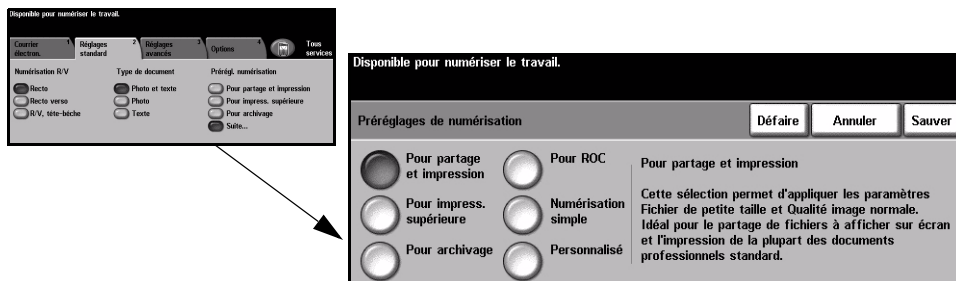 Disponible pour numériser le travail.
Courrier électron. 1
Réglages standard 2
Réglages avancés 3
Options 4
Tous services
Numérisation R/V
Recto
Recto verso
R/V, tête-bêche
Type de document
Photo et texte
Photo
Texte
Prérégl. numérisation
Pour partage et impression
Pour impress. supérieure
Pour archivage
Suite...
Disponible pour numériser le travail.
Préréglages de numérisation
Défaire
Annuler
Sauver
Pour partage
et impression
Pour impress.
supérieure
Pour archivage
Pour ROC
Numérisation
simple
Personnalisé
Pour partage et impression
Cette sélection permet d'appliquer les paramètres
Fichier de petite taille et Qualité image normale.
Idéal pour le partage de fichiers à afficher sur écran
et l'impression de la plupart des documents
professionnels standard.